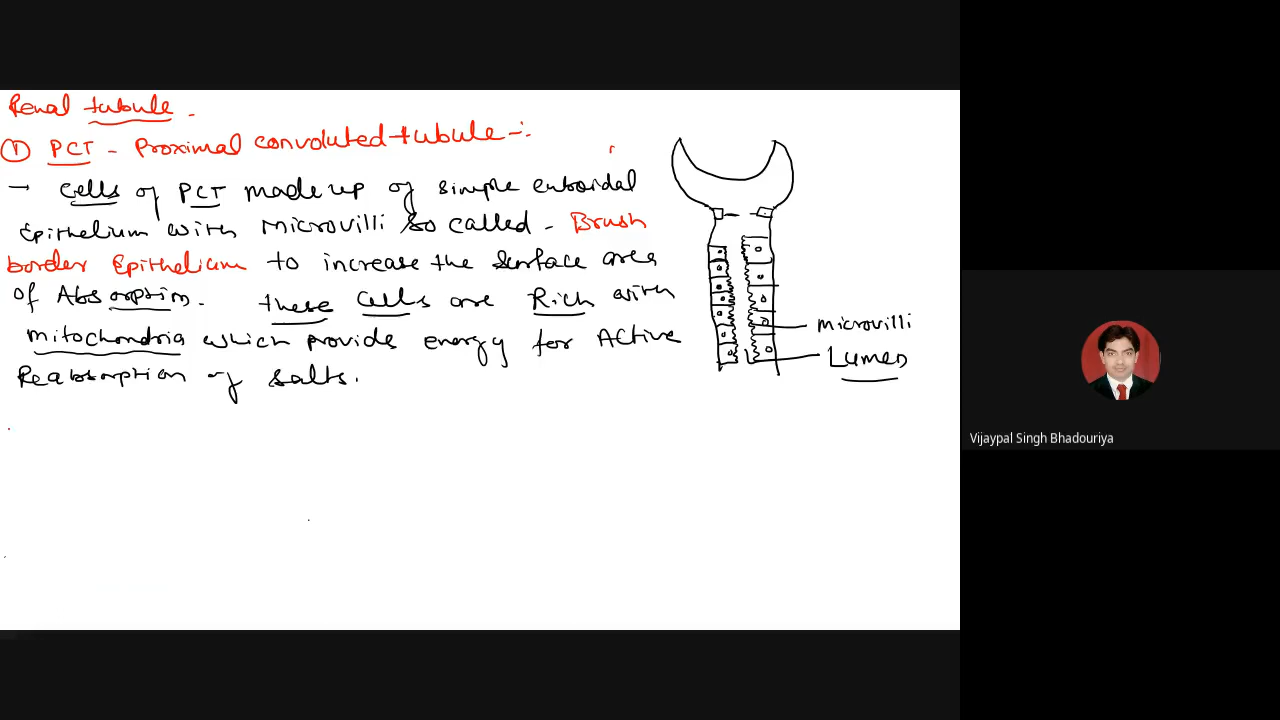 Renal tubule -
① PCT - Proximal convoluted tubule -:
→ Cells of PCT made up of simple cuboidal
Epithelium with Microvilli so called - Brush
border Epithelium to increase the surface area
of Absorption. these cells are Rich with
mitochondria which provide energy for Active
Reabsorption of salts.
Microvilli
Lumen
Vijaypal Singh Bhadouriya